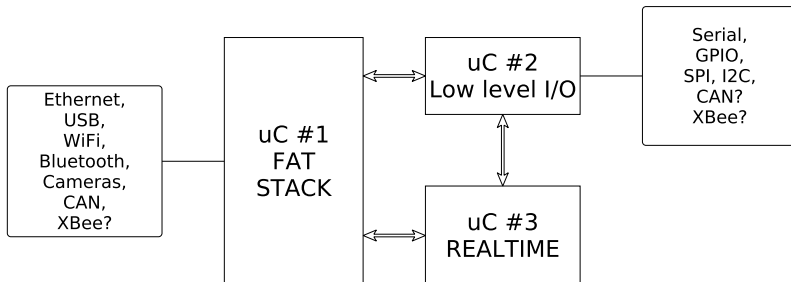 Ethernet,
USB,
WiFi,
Bluetooth,
Cameras,
CAN,
XBee?
uC #1
FAT
STACK
uC #2
Low level I/O
Serial,
GPIO,
SPI, I2C,
CAN?
XBee?
uC #3
REALTIME